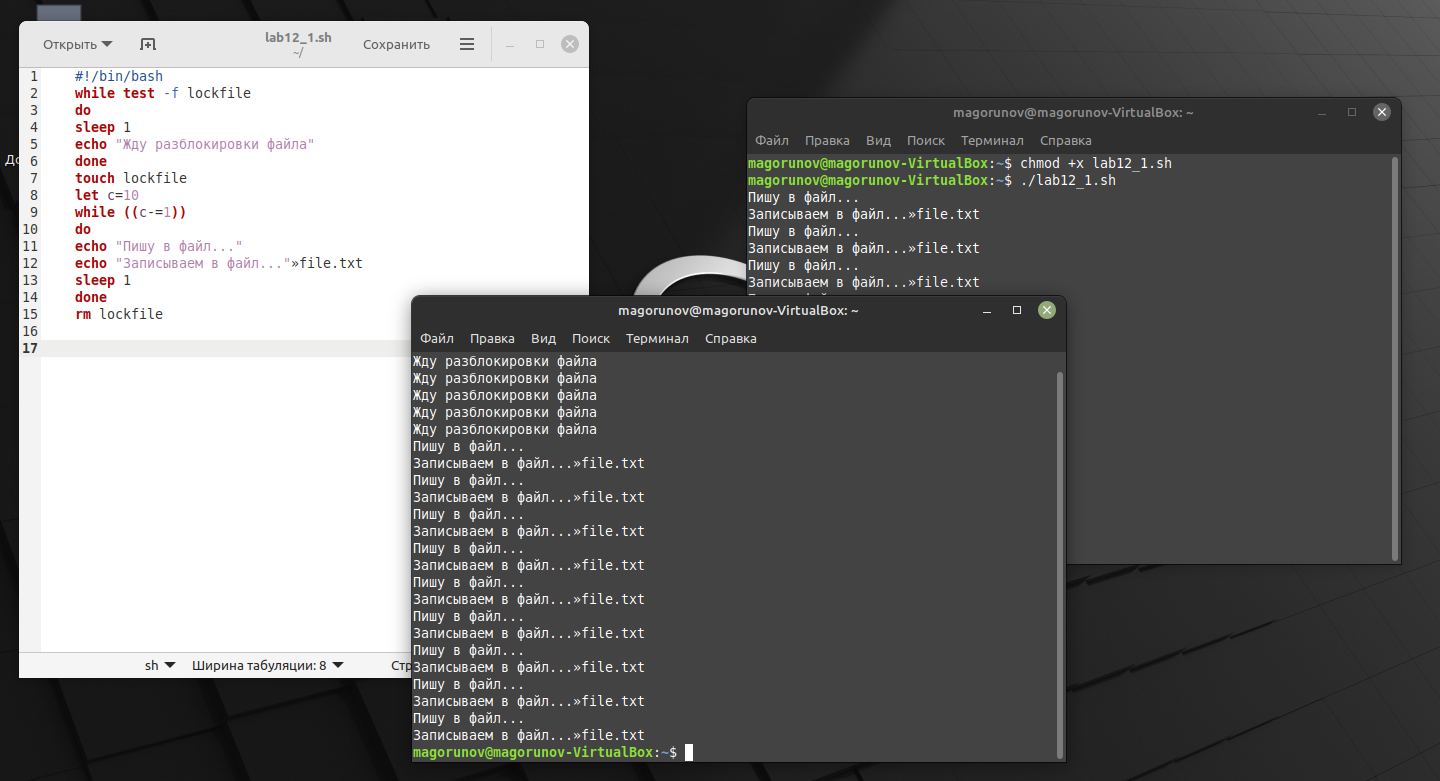 Открыть
lab12_1.sh
~/
Сохранить
1 #!/bin/bash
2 while test -f lockfile
3 do
4 sleep 1
5 echo "Жду разблокировки файла"
6 done
7 touch lockfile
8 let c=10
9 while ((c-=1))
10 do
11 echo "Пишу в файл..."
12 echo "Записываем в файл..."»file.txt
13 sleep 1
14 done
15 rm lockfile
16
17
sh Ширина табуляции: 8 Стр
До
magorunov@magorunov-VirtualBox: ~
Файл Правка Вид Поиск Терминал Справка
magorunov@magorunov-VirtualBox:~$ chmod +x lab12_1.sh
magorunov@magorunov-VirtualBox:~$ ./lab12_1.sh
Пишу в файл...
Записываем в файл...»file.txt
Пишу в файл...
Записываем в файл...»file.txt
Пишу в файл...
Записываем в файл...»file.txt
magorunov@magorunov-VirtualBox: ~
Файл Правка Вид Поиск Терминал Справка
Жду разблокировки файла
Жду разблокировки файла
Жду разблокировки файла
Жду разблокировки файла
Жду разблокировки файла
Пишу в файл...
Записываем в файл...»file.txt
Пишу в файл...
Записываем в файл...»file.txt
Пишу в файл...
Записываем в файл...»file.txt
Пишу в файл...
Записываем в файл...»file.txt
Пишу в файл...
Записываем в файл...»file.txt
Пишу в файл...
Записываем в файл...»file.txt
Пишу в файл...
Записываем в файл...»file.txt
Пишу в файл...
Записываем в файл...»file.txt
Пишу в файл...
Записываем в файл...»file.txt
magorunov@magorunov-VirtualBox:~$